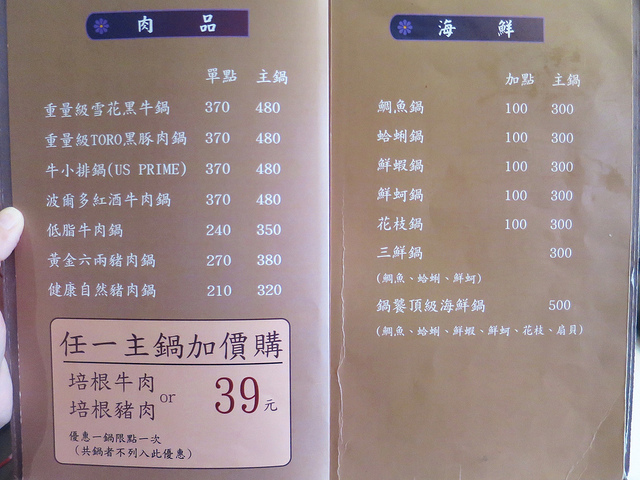 肉 品
單點 主鍋
重量級雪花黑牛鍋 370 480
重量級TORO黑豚肉鍋 370 480
牛小排鍋(US PRIME) 370 480
波爾多紅酒牛肉鍋 370 480
低脂牛肉鍋 240 350
黃金六兩豬肉鍋 270 380
健康自然豬肉鍋 210 320
任一主鍋加價購
培根牛肉
or
培根豬肉
39元
優惠一鍋限點一次
(共鍋者不列入此優惠)
海 鮮
加點 主鍋
鯛魚鍋 100 300
蛤蜊鍋 100 300
鮮蝦鍋 100 300
鮮蚵鍋 100 300
花枝鍋 100 300
三鮮鍋 300
(鯛魚、蛤蜊、鮮蚵)
鍋饕頂級海鮮鍋 500
(鯛魚、蛤蜊、鮮蝦、鮮蚵、花枝、扇貝)